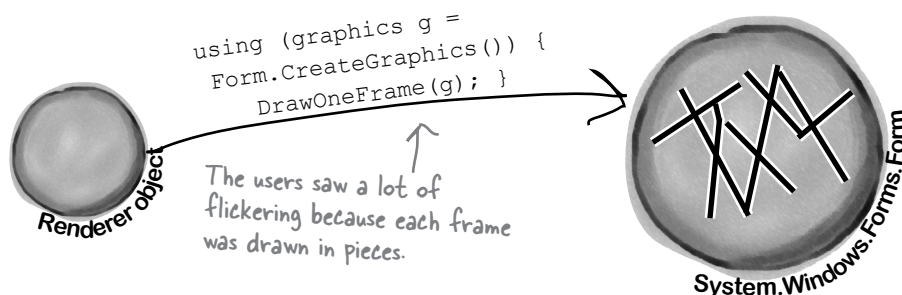 using (graphics g =
Form.CreateGraphics()) {
DrawOneFrame(g); }
The users saw a lot of
flickering because each frame
was drawn in pieces.
Renderer object
System.Windows.Forms.Form